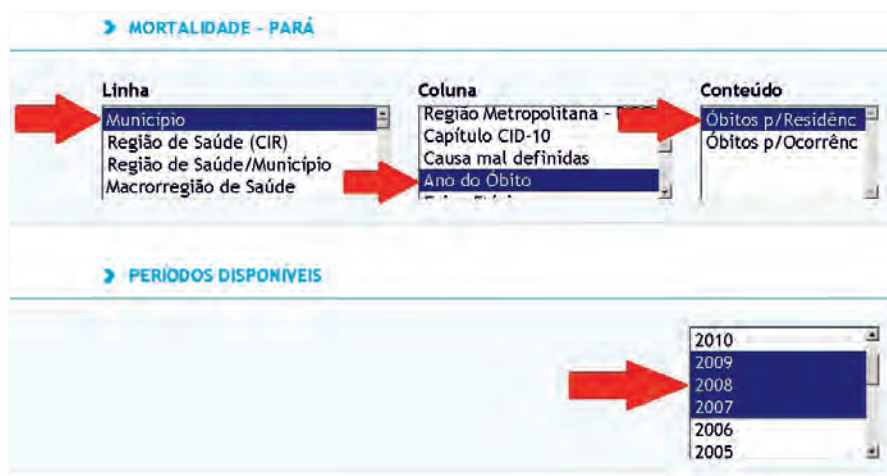 MORTALIDADE - PARÁ
Linha
Município
Região de Saúde (CIR)
Região de Saúde/Município
Macrorregião de Saúde
Coluna
Região Metropolitana -
Capítulo CID-10
Causa mal definidas
Ano do Óbito
Conteúdo
Óbitos p/Residênc
Óbitos p/Ocorrênc
PERÍODOS DISPONÍVEIS
2010
2009
2008
2007
2006
2005